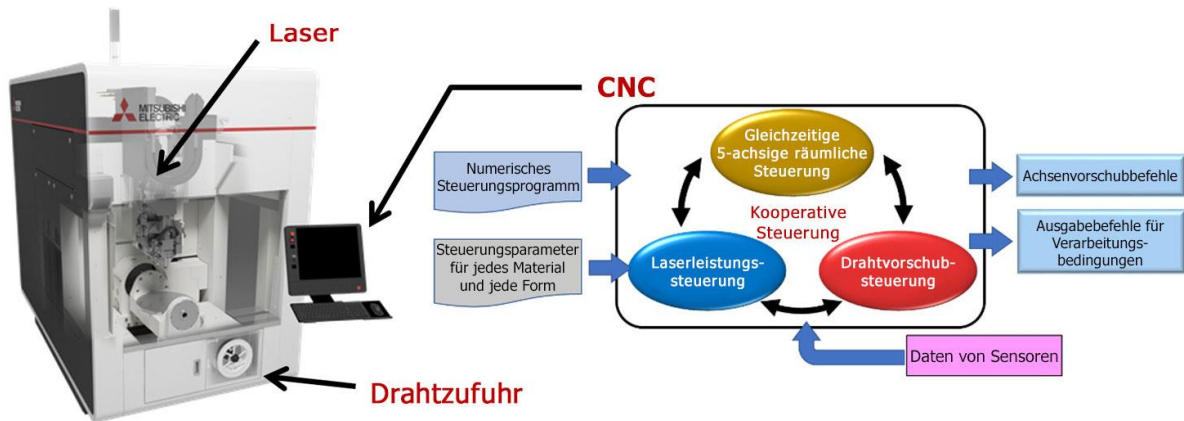 Laser
MITSUBISHI
ELECTRIC
Drahtzufuhr
CNC
Numerisches
Steuerungsprogramm
Steuerungsparameter
für jedes Material
und jede Form
Gleichzeitige
5-achsige räumliche
Steuerung
Kooperative
Steuerung
Laserleistungs-
steuerung
Drahtvorschub-
steuerung
Daten von Sensoren
Achsenvorschubbefehle
Ausgabebefehle für
Verarbeitungs-
bedingungen